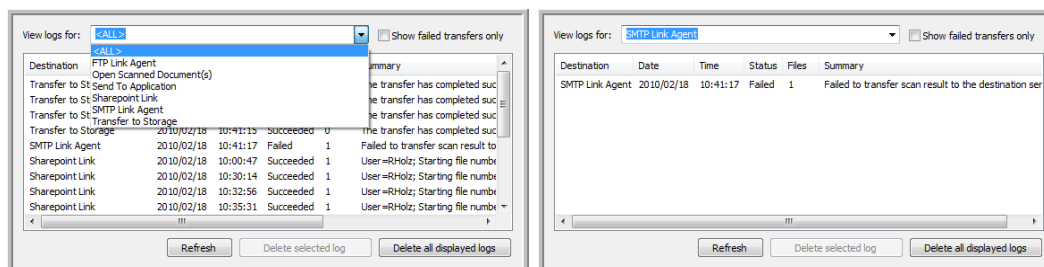 View logs for: <ALL> Show failed transfers only
<ALL>
FTP Link Agent
Open Scanned Document(s)
Send To Application
Sharepoint Link
SMTP Link Agent
Transfer to Storage
Destination ummary
Transfer to St he transfer has completed suc
Transfer to St he transfer has completed suc
Transfer to St he transfer has completed suc
Transfer to Storage 2010/02/18 10:41:15 Succeeded 0 The transfer has completed suc
SMTP Link Agent 2010/02/18 10:41:17 Failed 1 Failed to transfer scan result to
Sharepoint Link 2010/02/18 10:00:47 Succeeded 1 User=RHolz; Starting file numbe
Sharepoint Link 2010/02/18 10:30:14 Succeeded 1 User=RHolz; Starting file numbe
Sharepoint Link 2010/02/18 10:32:56 Succeeded 1 User=RHolz; Starting file numbe
Sharepoint Link 2010/02/18 10:35:31 Succeeded 1 User=RHolz; Starting file numbe
Refresh Delete selected log Delete all displayed logs
View logs for: SMTP Link Agent Show failed transfers only
Destination Date Time Status Files Summary
SMTP Link Agent 2010/02/18 10:41:17 Failed 1 Failed to transfer scan result to the destination ser
Refresh Delete selected log Delete all displayed logs